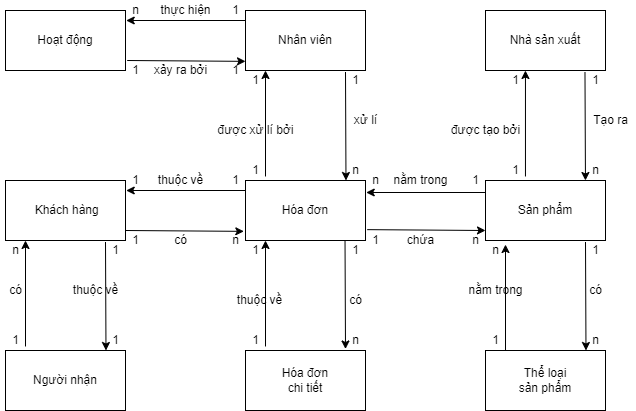 n thực hiện 1
Hoạt động
Nhân viên
Nhà sản xuất
1 xảy ra bởi 1
1 1
1 1
được xử lí bởi
xử lí
được tạo bởi
Tạo ra
1 n
1 n
1 thuộc về 1
n nằm trong 1
Khách hàng
Hóa đơn
Sản phẩm
1 có n
1 chứa n
n 1
1 1
n 1
có
thuộc về
thuộc về
có
nằm trong
có
1 1
1 n
1 n
Người nhận
Hóa đơn
chi tiết
Thể loại
sản phẩm